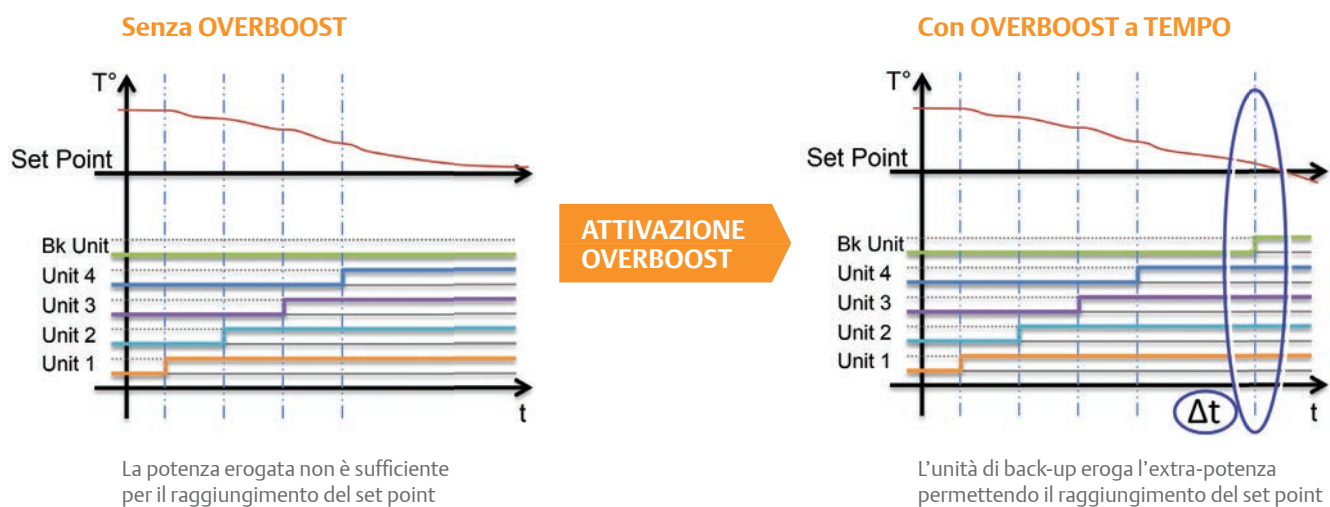 Senza OVERBOOST
T°
Set Point
Bk Unit
Unit 4
Unit 3
Unit 2
Unit 1
t
La potenza erogata non è sufficiente
per il raggiungimento del set point
ATTIVAZIONE
OVERBOOST
Con OVERBOOST a TEMPO
T°
Set Point
Bk Unit
Unit 4
Unit 3
Unit 2
Unit 1
Δt
t
L’unità di back-up eroga l’extra-potenza
permettendo il raggiungimento del set point